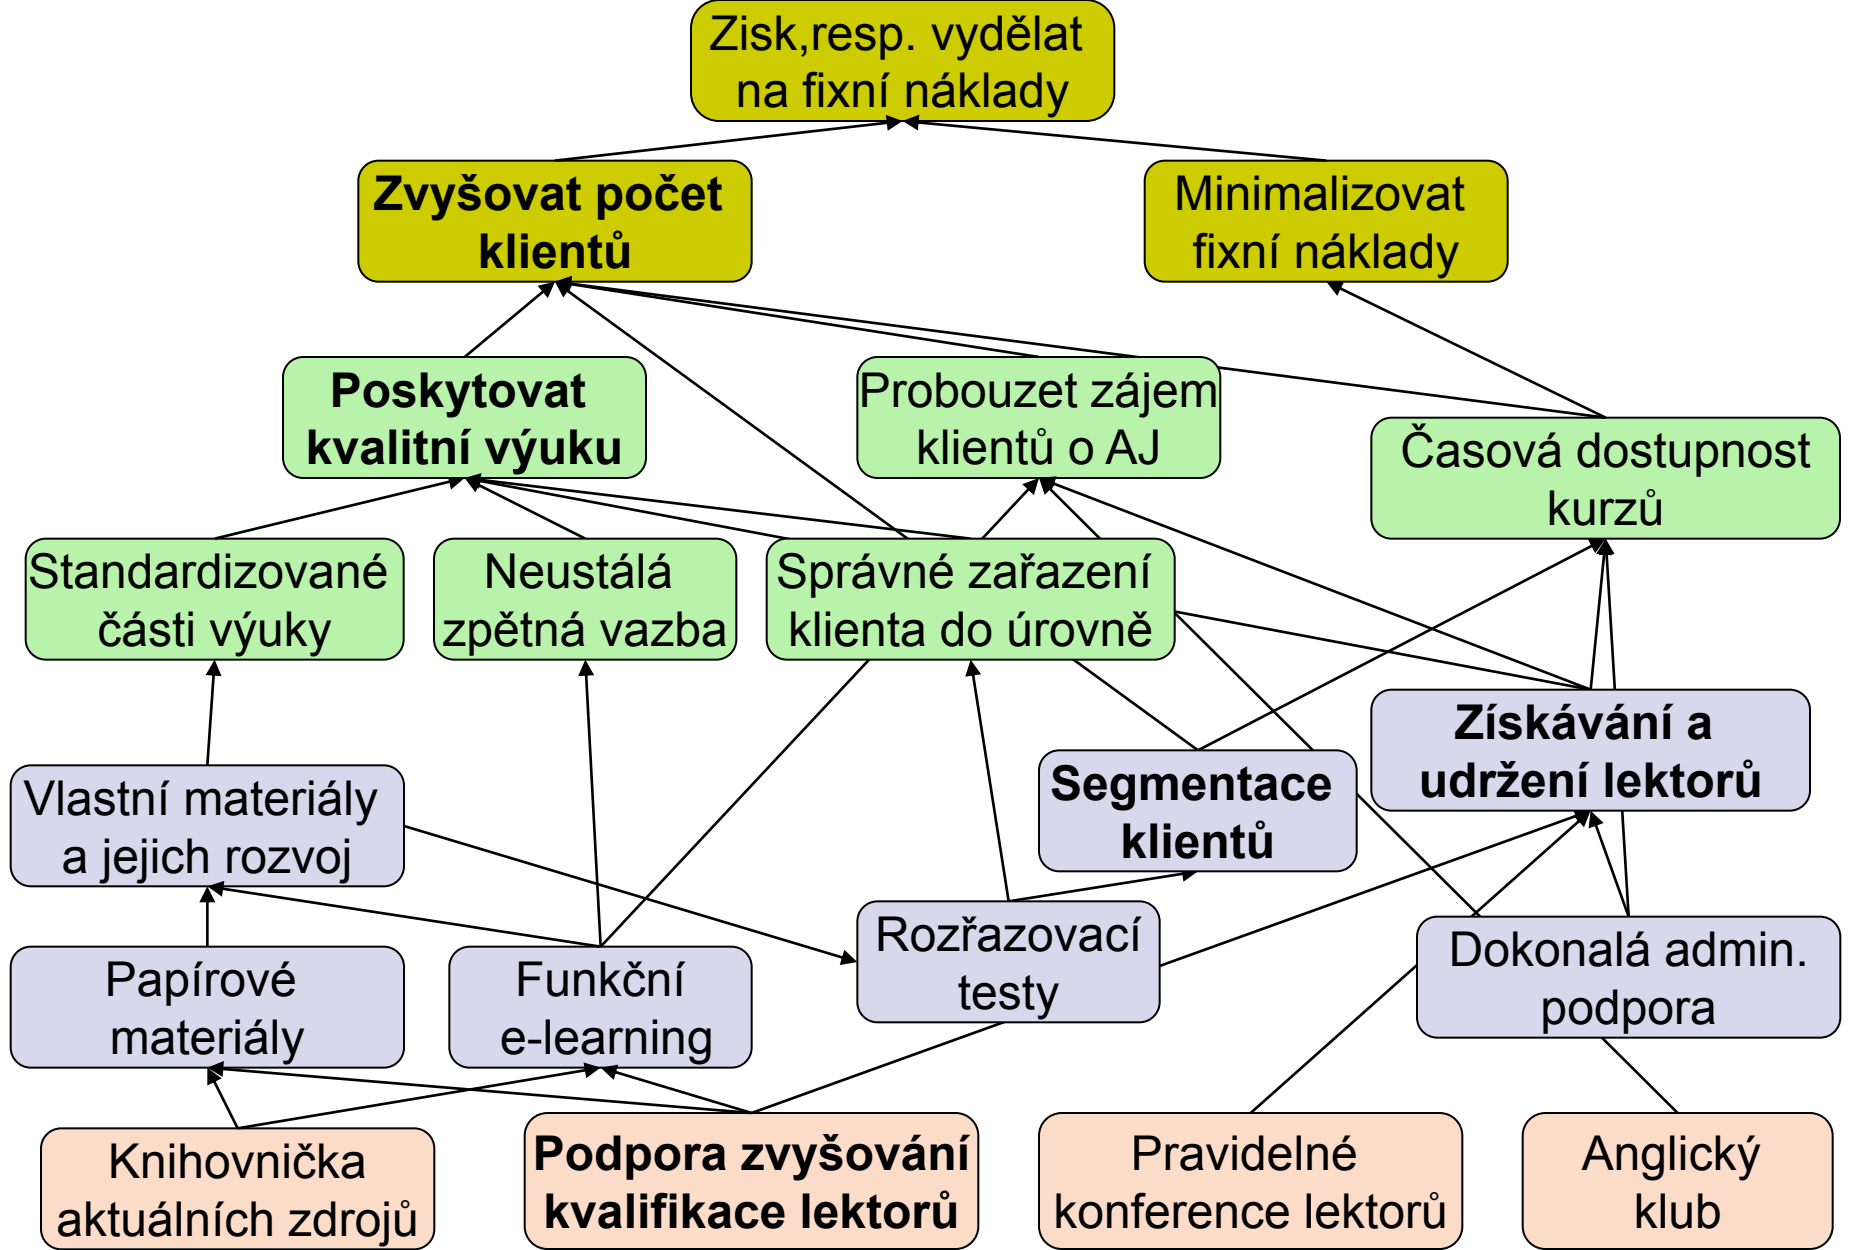 Zisk,resp. vydělat
na fixní náklady
Zvyšovat počet
klientů
Minimalizovat
fixní náklady
Poskytovat
kvalitní výuku
Probouzet zájem
klientů o AJ
Časová dostupnost
kurzů
Standardizované
části výuky
Neustálá
zpětná vazba
Správné zařazení
klienta do úrovně
Získávání a
udržení lektorů
Segmentace
klientů
Vlastní materiály
a jejich rozvoj
Papírové
materiály
Funkční
e-learning
Rozřazovací
testy
Dokonalá admin.
podpora
Knihovnička
aktuálních zdrojů
Podpora zvyšování
kvalifikace lektorů
Pravidelné
konference lektorů
Anglický
klub